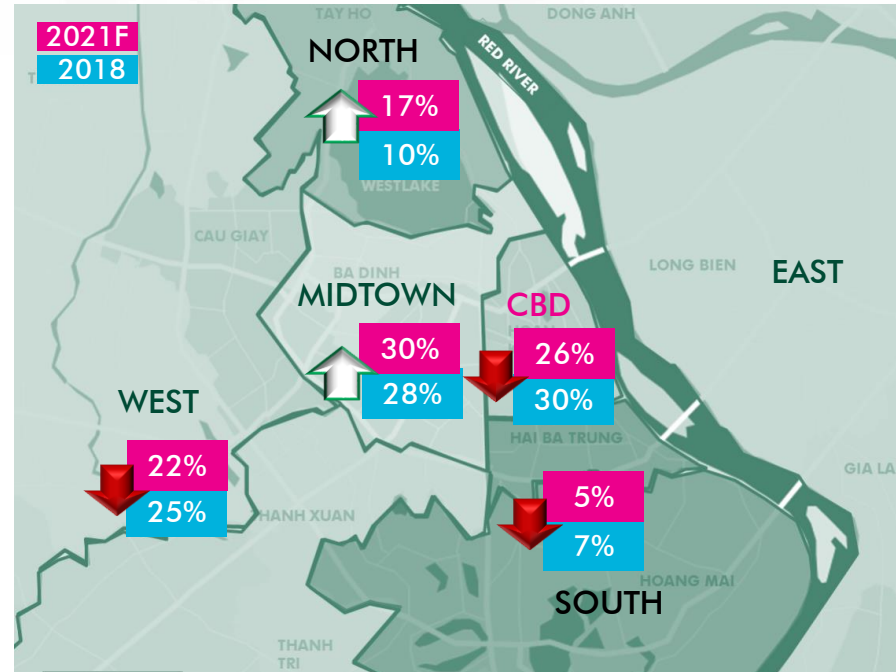 TAY HO
DONG ANH
2021F
2018
NORTH
RED RIVER
17%
10%
WESTLAKE
CAU GIAY
BA DINH
LONG BIEN
EAST
MIDTOWN
CBD
30%
28%
26%
30%
WEST
HAI BA TRUNG
22%
25%
GIA LA
5%
7%
HANH XUAN
HOANG MAI
SOUTH
THANH
TRI